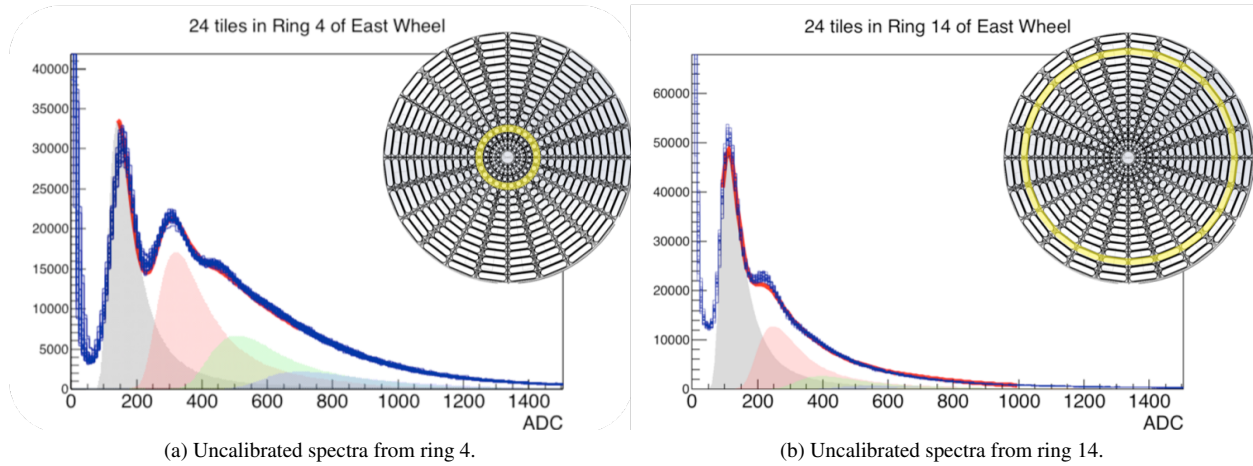 24 tiles in Ring 4 of East Wheel
40000
35000
30000
25000
20000
15000
10000
5000
0
0 200 400 600 800 1000 1200 1400
ADC
(a) Uncalibrated spectra from ring 4.
24 tiles in Ring 14 of East Wheel
60000
50000
40000
30000
20000
10000
0
0 200 400 600 800 1000 1200 1400
ADC
(b) Uncalibrated spectra from ring 14.